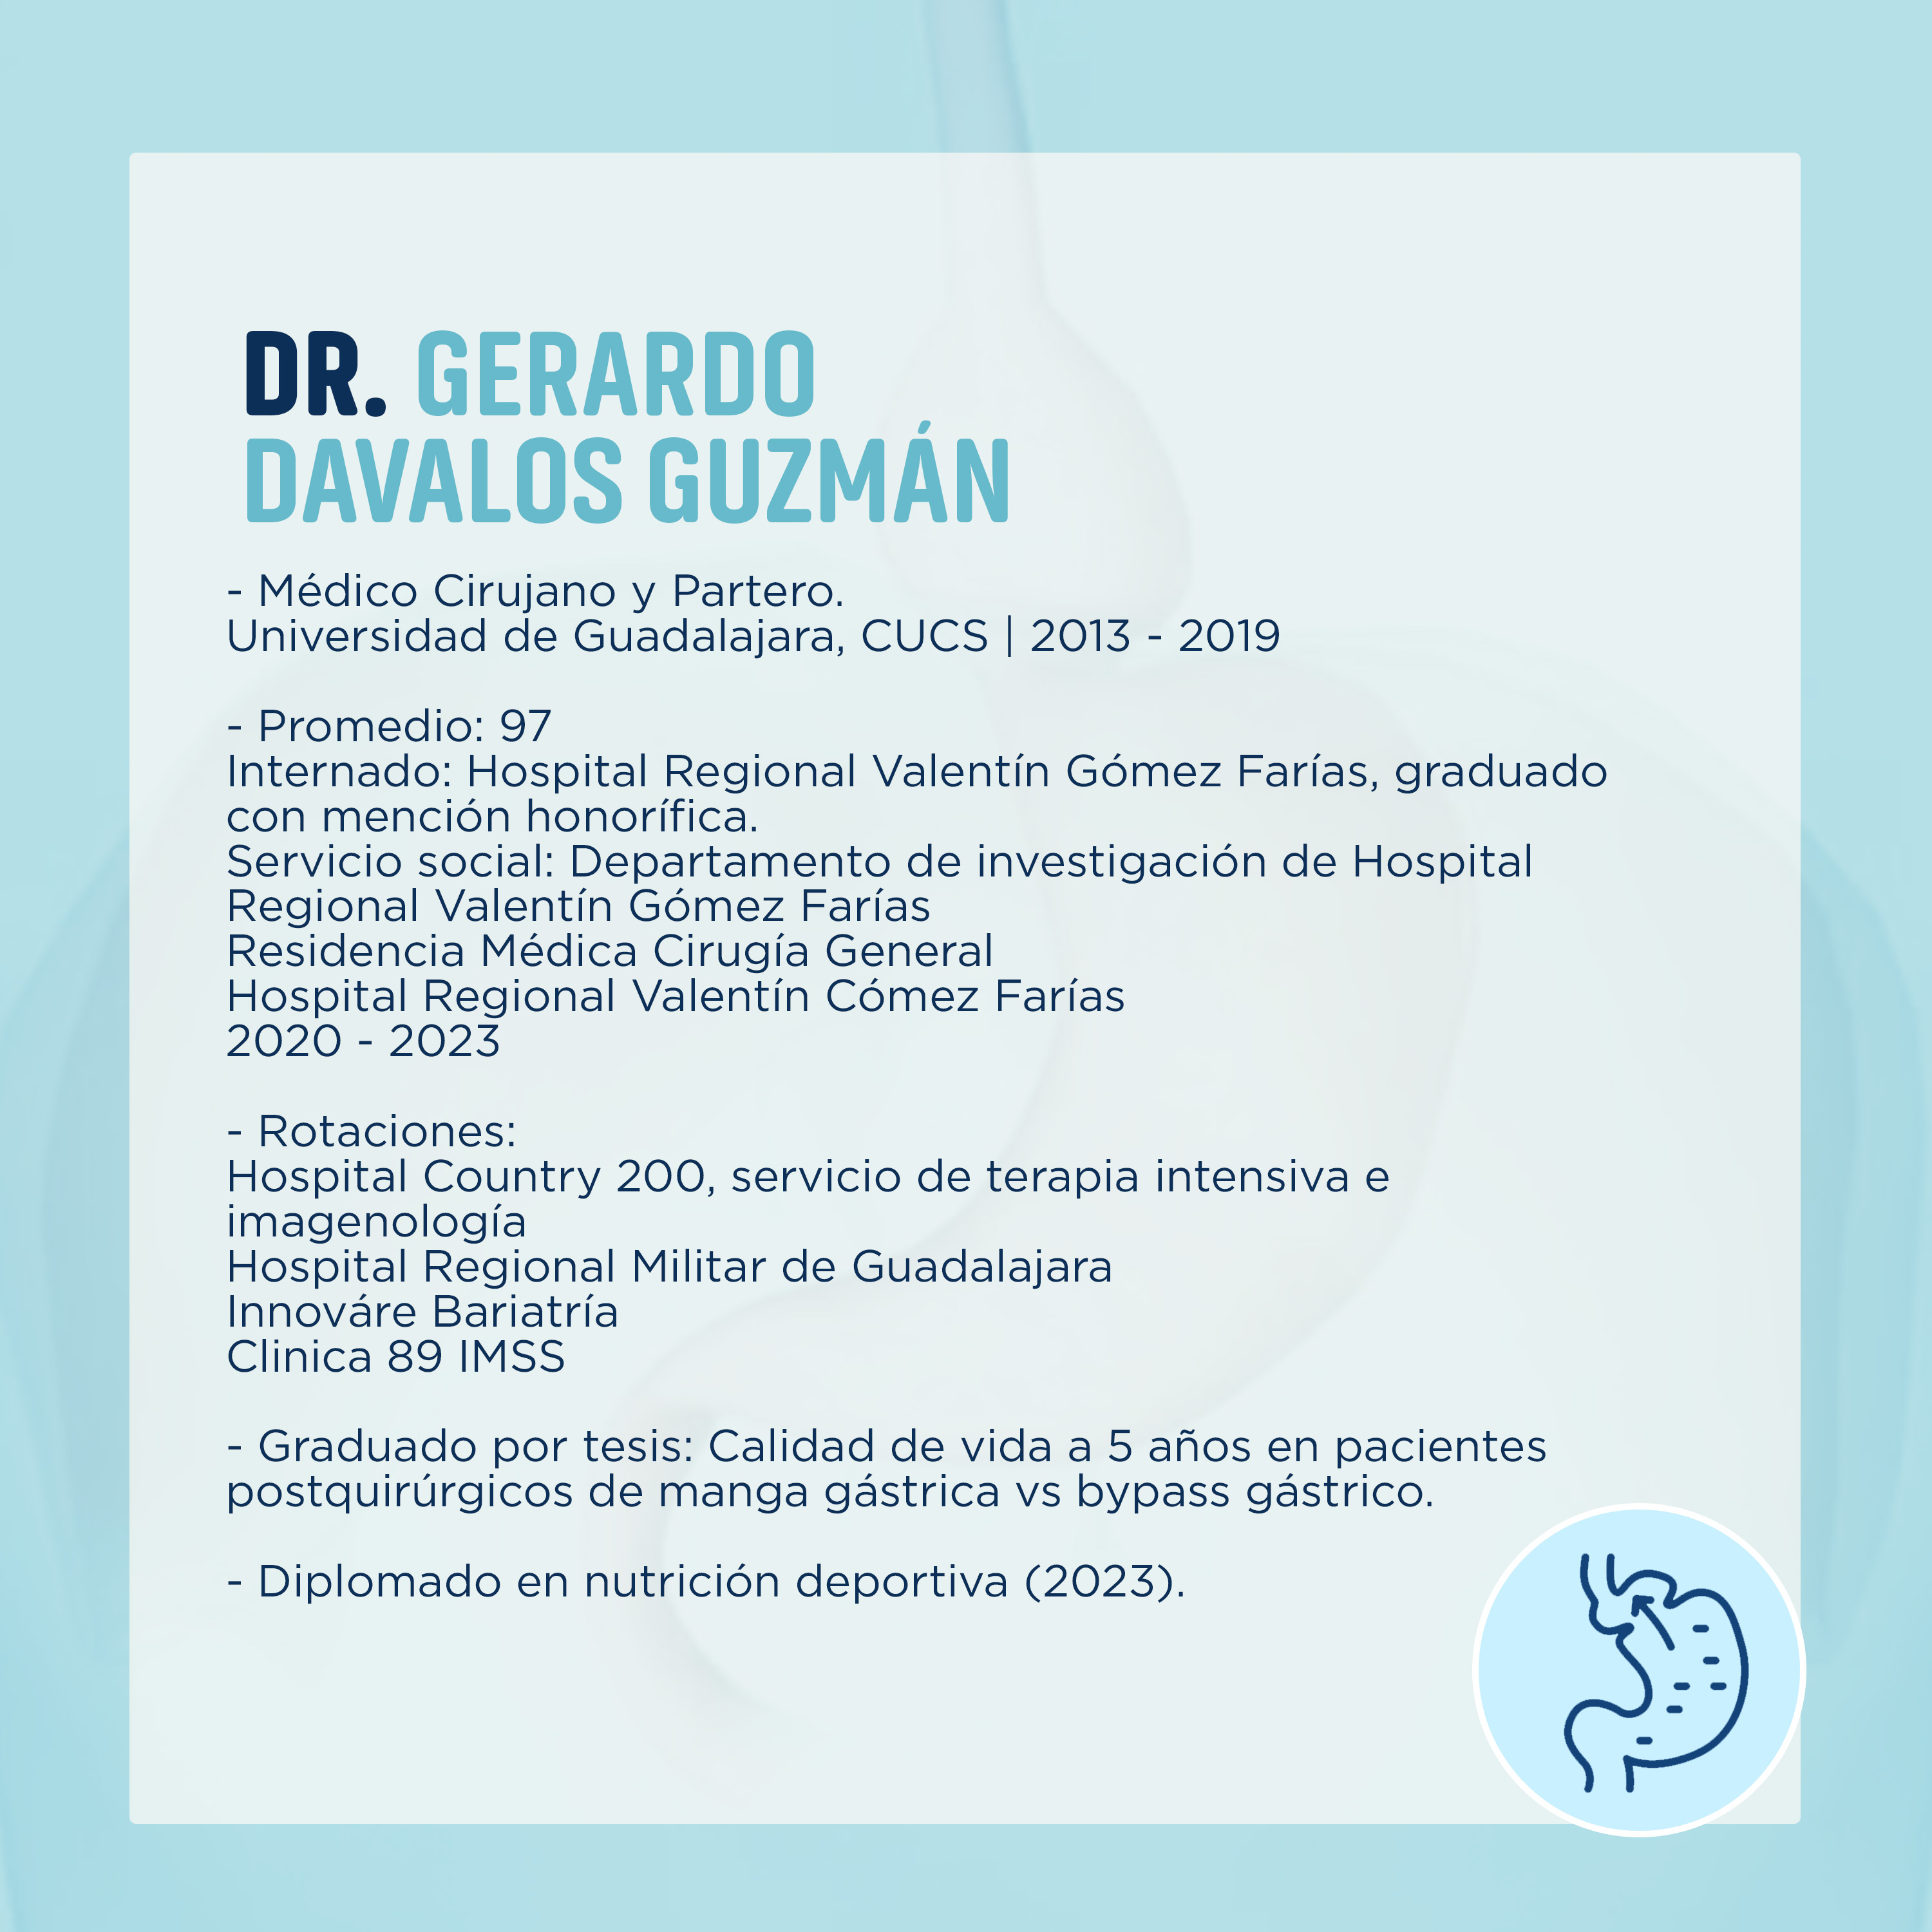 DR. GERARDO
DAVALOS GUZMÁN
- Médico Cirujano y Partero.
Universidad de Guadalajara, CUCS | 2013 - 2019
- Promedio: 97
Internado: Hospital Regional Valentín Gómez Farías, graduado
con mención honorífica.
Servicio social: Departamento de investigación de Hospital
Regional Valentín Gómez Farías
Residencia Médica Cirugía General
Hospital Regional Valentín Cómez Farías
2020 - 2023
- Rotaciones:
Hospital Country 200, servicio de terapia intensiva e
imagenología
Hospital Regional Militar de Guadalajara
Innováre Bariatría
Clinica 89 IMSS
- Graduado por tesis: Calidad de vida a 5 años en pacientes
postquirúrgicos de manga gástrica vs bypass gástrico.
- Diplomado en nutrición deportiva (2023).